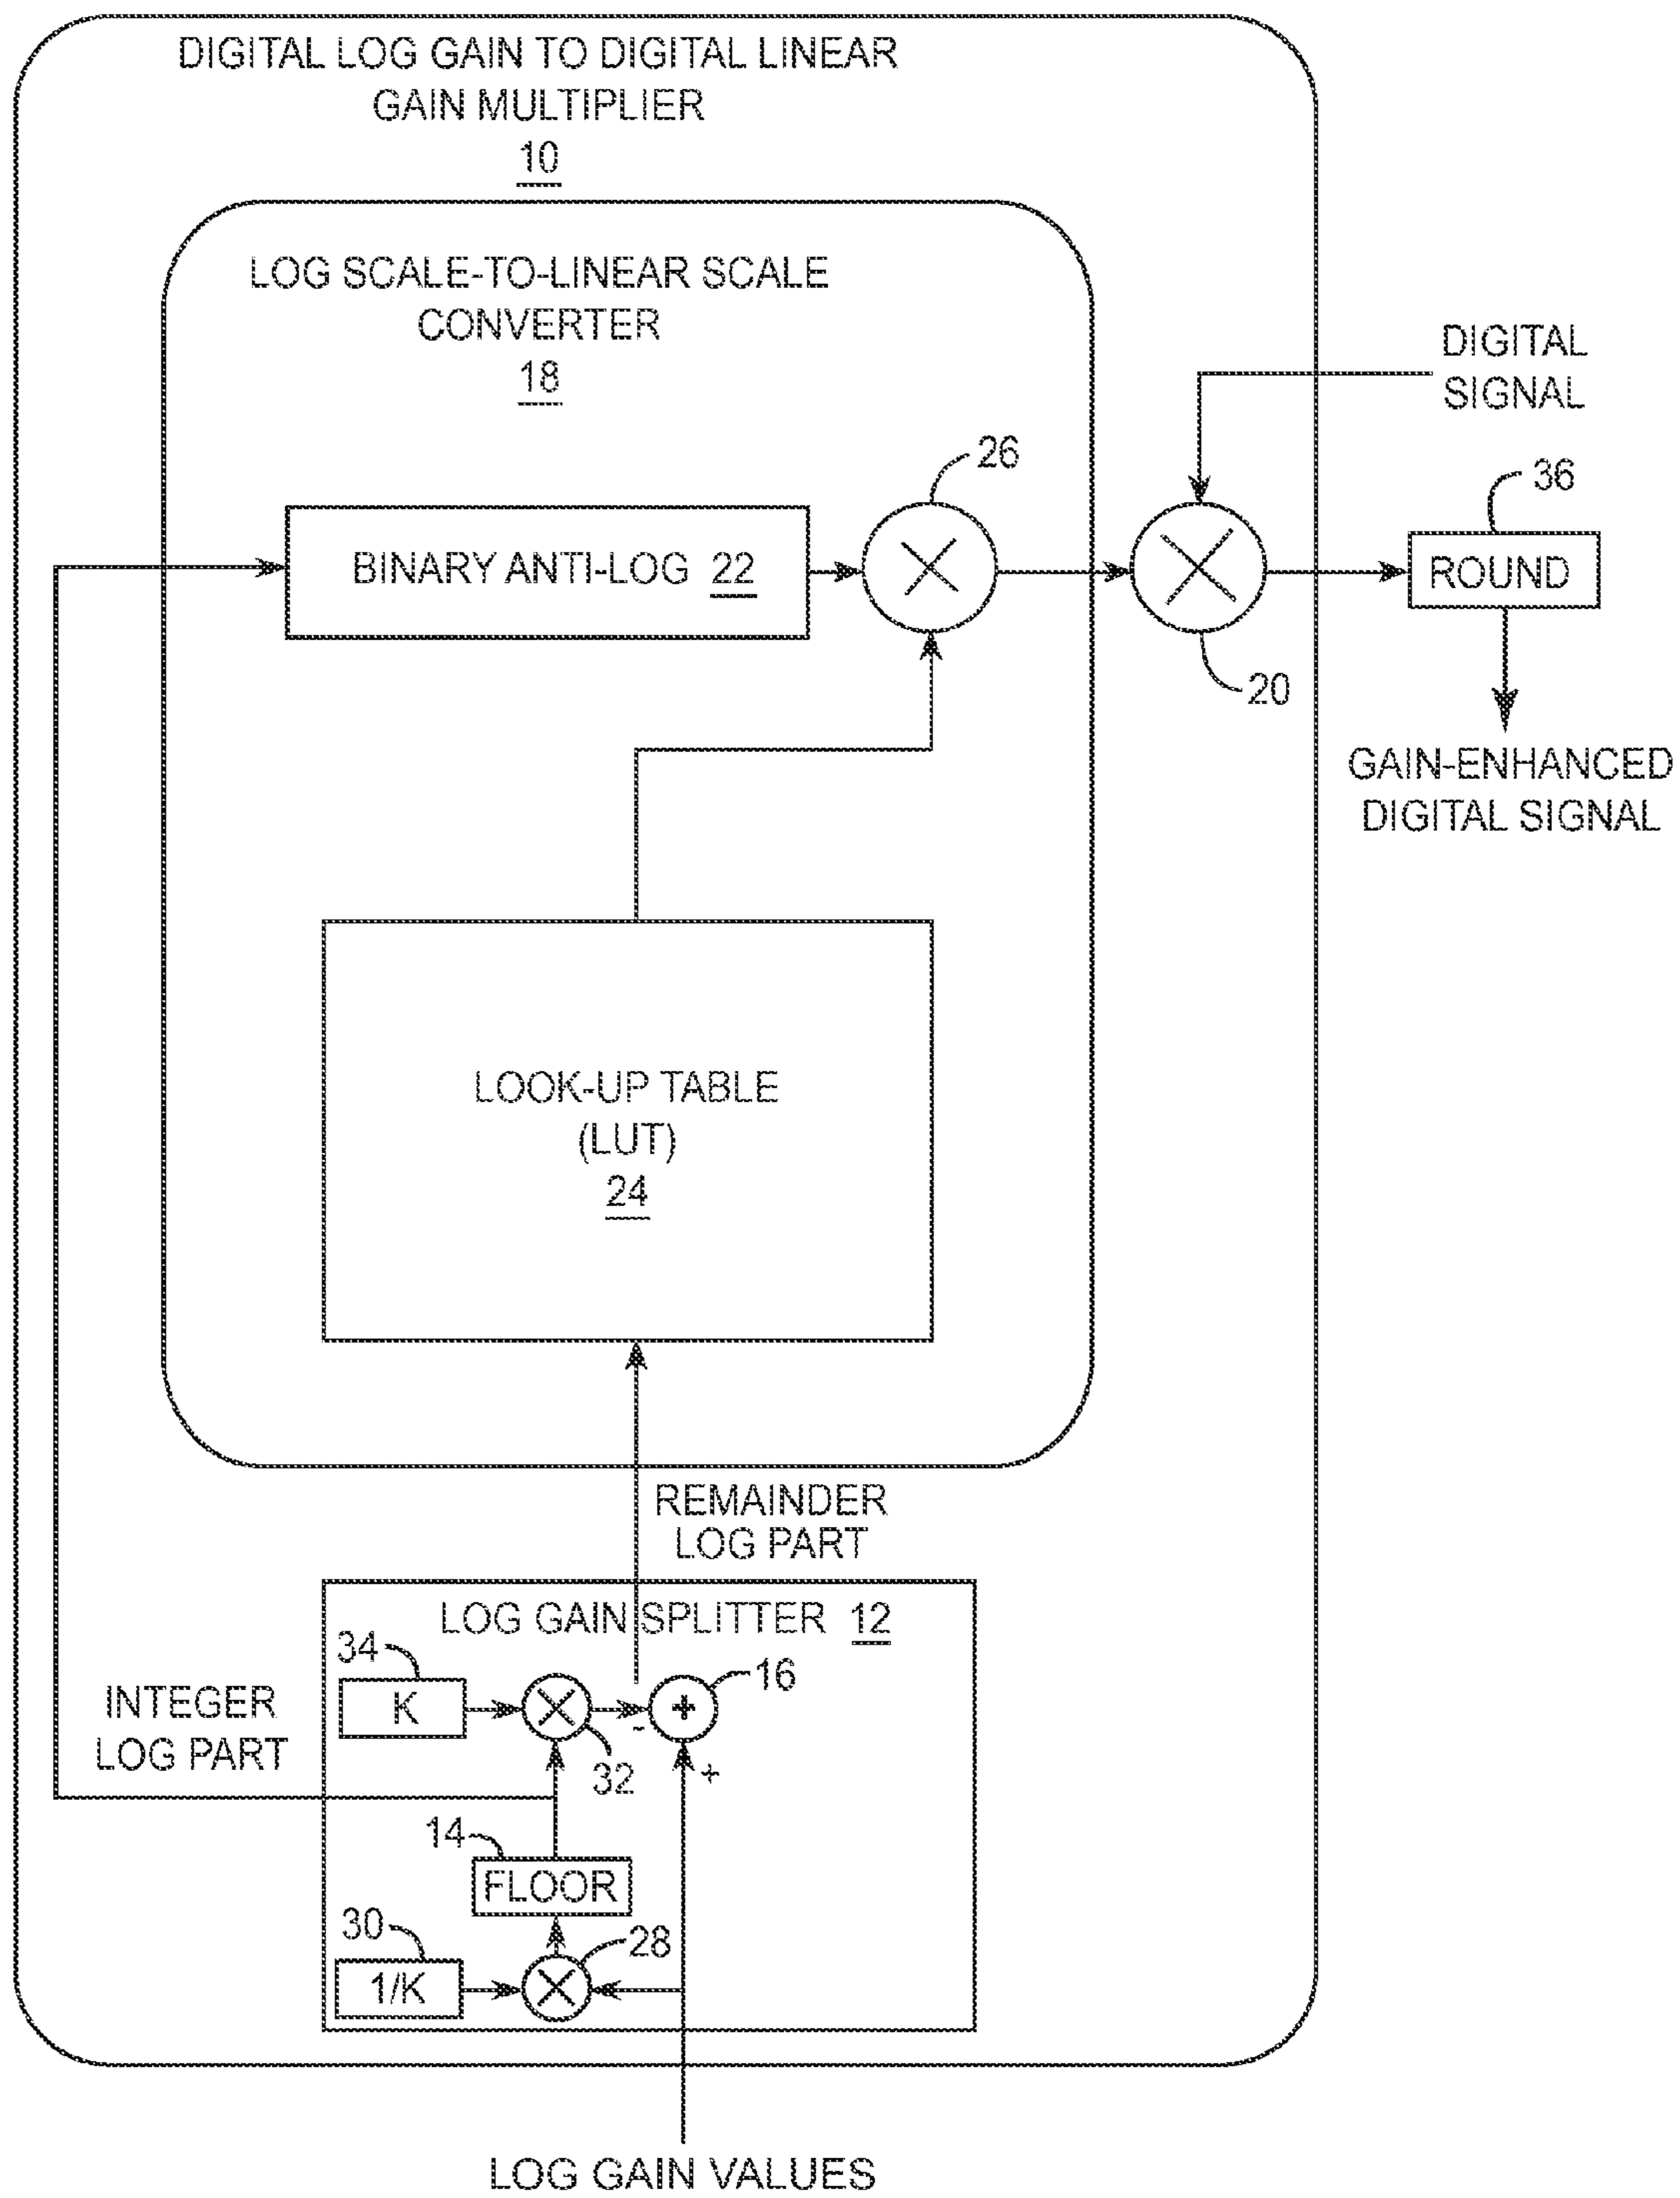 DIGITAL LOG GAIN TO DIGITAL LINEAR
GAIN MULTIPLIER
10
LOG SCALE-TO-LINEAR SCALE
CONVERTER
18
DIGITAL
SIGNAL
26
36
BINARY ANTI-LOG 22
ROUND
20
GAIN-ENHANCED
DIGITAL SIGNAL
LOOK-UP TABLE
(LUT)
24
REMAINDER
LOG PART
LOG GAIN SPLITTER 12
34
16
K
+
INTEGER
LOG PART
-
32
+
14
FLOOR
30
28
1/K
LOG GAIN VALUES